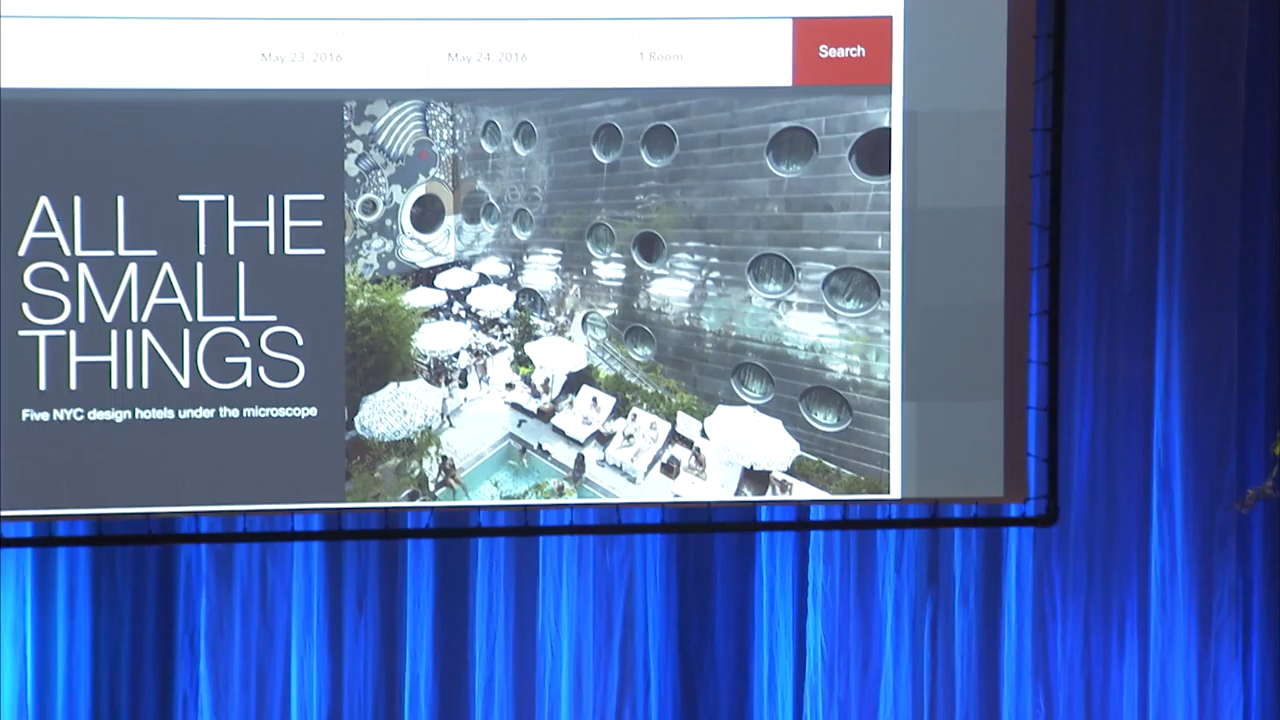 May 23, 2016
May 24, 2016
1 Room
Search
ALL THE
SMALL
THINGS
Five NYC design hotels under the microscope